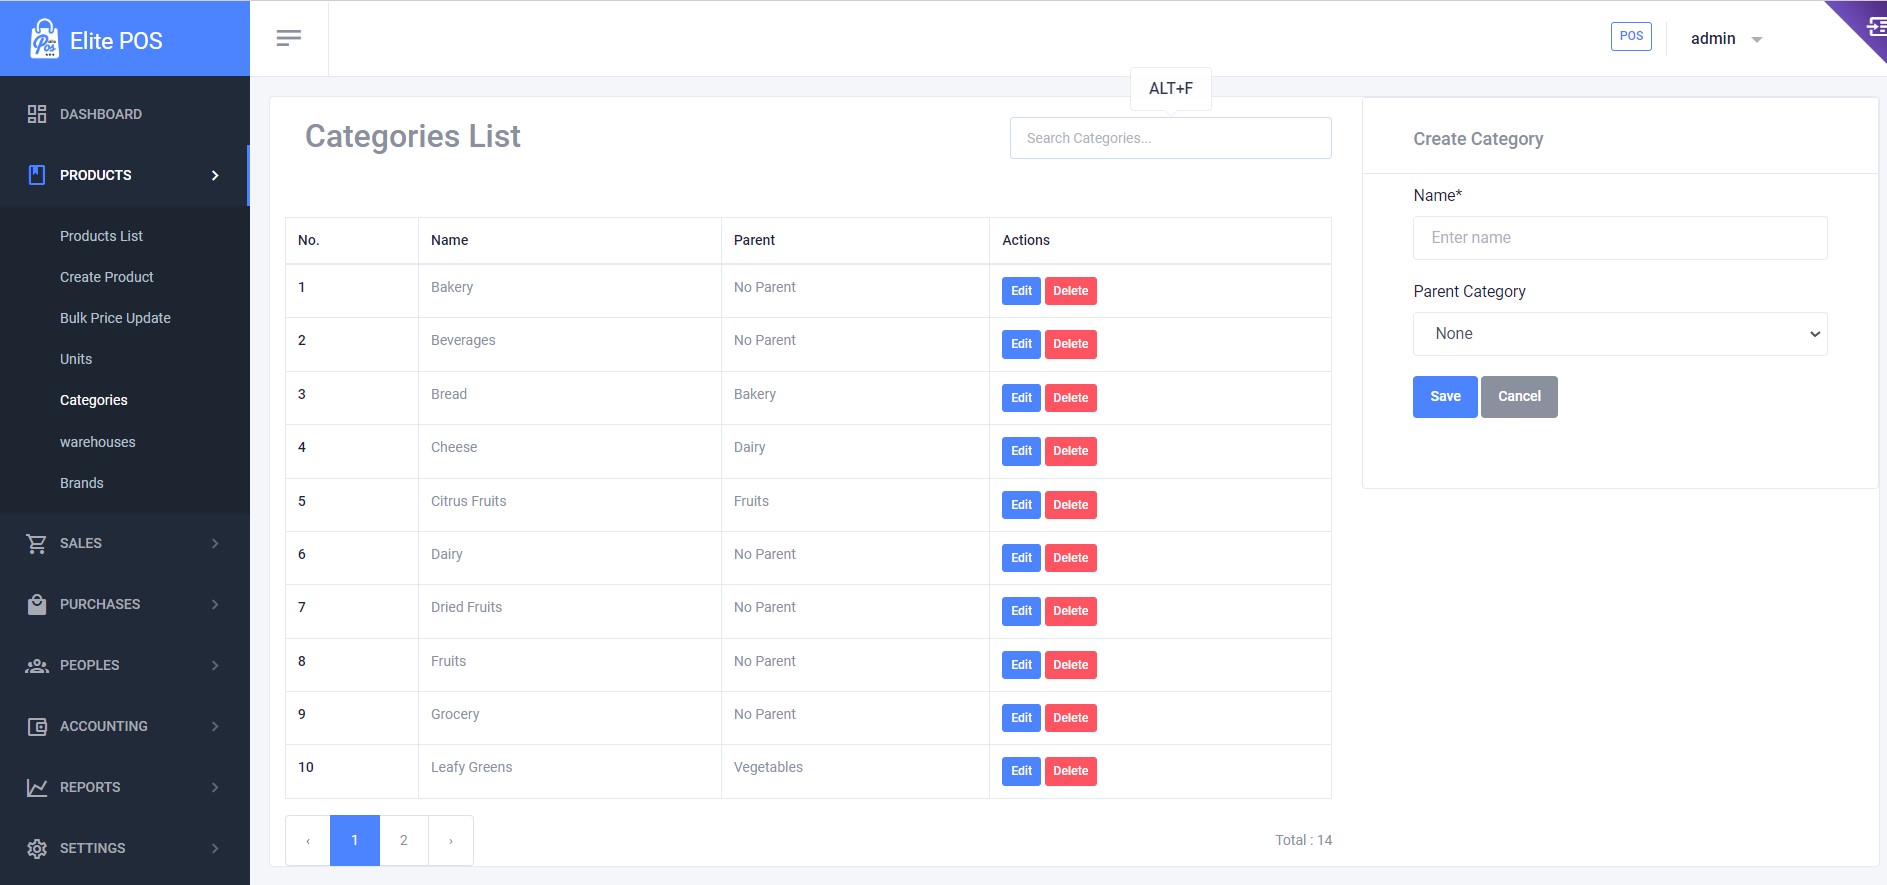 Elite POS
POS
admin
DASHBOARD
PRODUCTS
Products List
Create Product
Bulk Price Update
Units
Categories
warehouses
Brands
SALES
PURCHASES
PEOPLES
ACCOUNTING
REPORTS
SETTINGS
ALT+F
Categories List
Search Categories...
No. Name Parent Actions
1 Bakery No Parent Edit Delete
2 Beverages No Parent Edit Delete
3 Bread Bakery Edit Delete
4 Cheese Dairy Edit Delete
5 Citrus Fruits Fruits Edit Delete
6 Dairy No Parent Edit Delete
7 Dried Fruits No Parent Edit Delete
8 Fruits No Parent Edit Delete
9 Grocery No Parent Edit Delete
10 Leafy Greens Vegetables Edit Delete
‹ 1 2 ›
Total : 14
Create Category
Name*
Enter name
Parent Category
None
Save Cancel